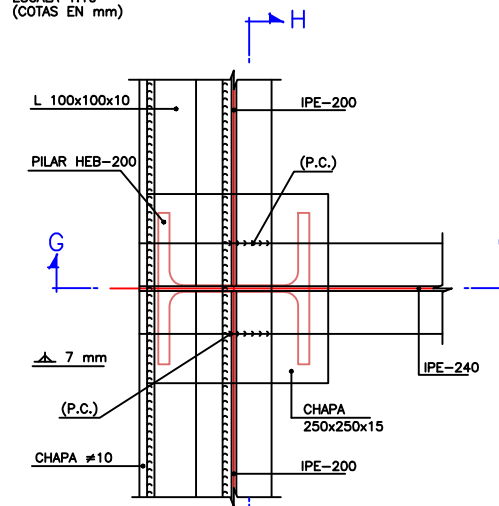 (COTAS EN mm)
H
L 100x100x10
IPE-200
PILAR HEB-200
(P.C.)
G
7 mm
IPE-240
(P.C.)
CHAPA
250x250x15
CHAPA ≠10
IPE-200